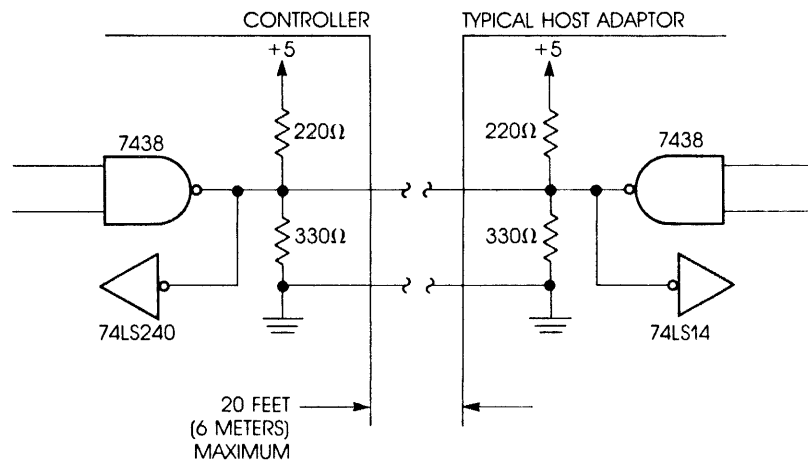 CONTROLLER
TYPICAL HOST ADAPTOR
+5
+5
220Ω
220Ω
7438
7438
330Ω
330Ω
74LS240
74LS14
20 FEET
(6 METERS)
MAXIMUM